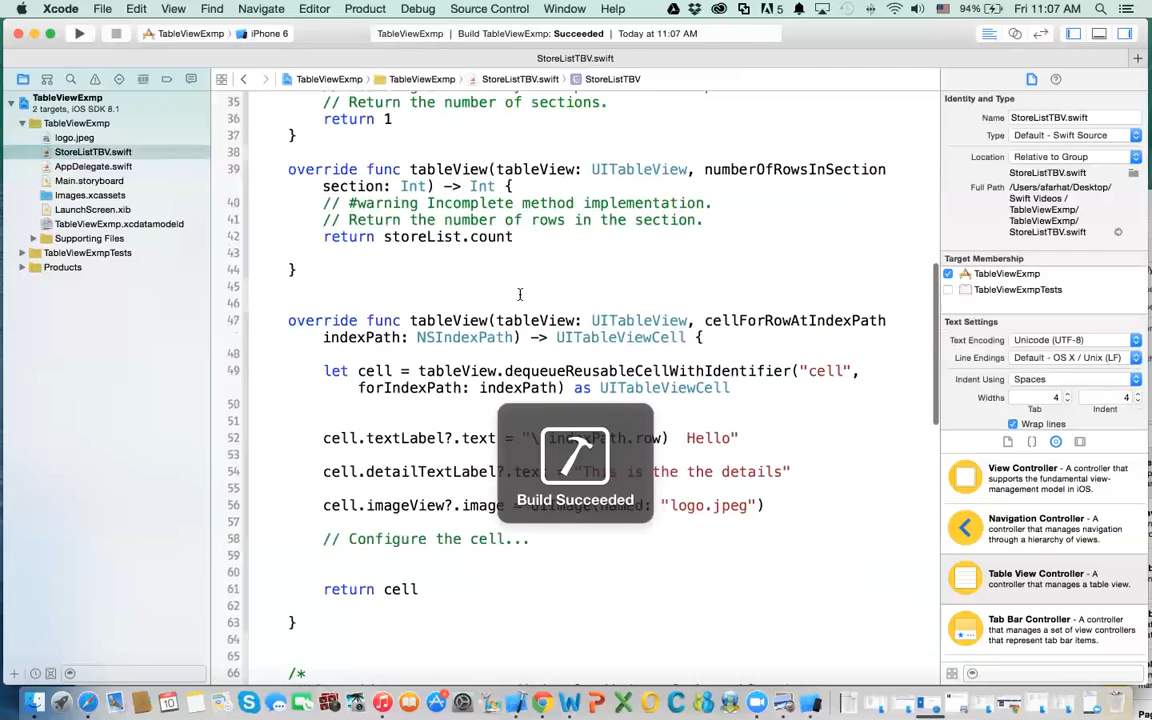 Xcode File Edit View Find Navigate Editor Product Debug Source Control Window Help 5 94% Fri 11:07 AM
TableViewExmp iPhone 6 TableViewExmp Build TableViewExmp: Succeeded Today at 11:07 AM
StoreListTBV.swift
TableViewExmp TableViewExmp StoreListTBV.swift StoreListTBV
TableViewExmp
2 targets, iOS SDK 8.1
TableViewExmp
logo.jpeg
StoreListTBV.swift
AppDelegate.swift
Main.storyboard
Images.xcassets
LaunchScreen.xib
TableViewExmp.xcdatamodeld
Supporting Files
TableViewExmpTests
Products
35 // Return the number of sections.
36 return 1
37 }
38
39 override func tableView(tableView: UITableView, numberOfRowsInSection
section: Int) -> Int {
40 // #warning Incomplete method implementation.
41 // Return the number of rows in the section.
42 return storeList.count
43
44 }
45
46
47 override func tableView(tableView: UITableView, cellForRowAtIndexPath
indexPath: NSIndexPath) -> UITableViewCell {
48
49 let cell = tableView.dequeueReusableCellWithIdentifier("cell",
forIndexPath: indexPath) as UITableViewCell
50
51
52 cell.textLabel?.text = "\(indexPath.row) Hello"
53
54 cell.detailTextLabel?.text = "This is the the details"
55
56 cell.imageView?.image = UIImage(named: "logo.jpeg")
57
58 // Configure the cell...
59
60
61 return cell
62
63 }
64
65
66 /*
Build Succeeded
Identity and Type
Name StoreListTBV.swift
Type Default - Swift Source
Location Relative to Group
StoreListTBV.swift
Full Path /Users/afarhat/Desktop/
Swift Videos /
TableViewExmp/
TableViewExmp/
StoreListTBV.swift
Target Membership
TableViewExmp
TableViewExmpTests
Text Settings
Text Encoding Unicode (UTF-8)
Line Endings Default - OS X / Unix (LF)
Indent Using Spaces
Widths 4 4
Tab Indent
Wrap lines
View Controller - A
controller that
supports the fundamental view-
management model in iOS.
Navigation Controller - A
controller that manages navigation
through a hierarchy of views.
Table View Controller - A
controller that manages a table view.
Tab Bar Controller - A
controller that manages a set of view controllers
that represent tab bar items.